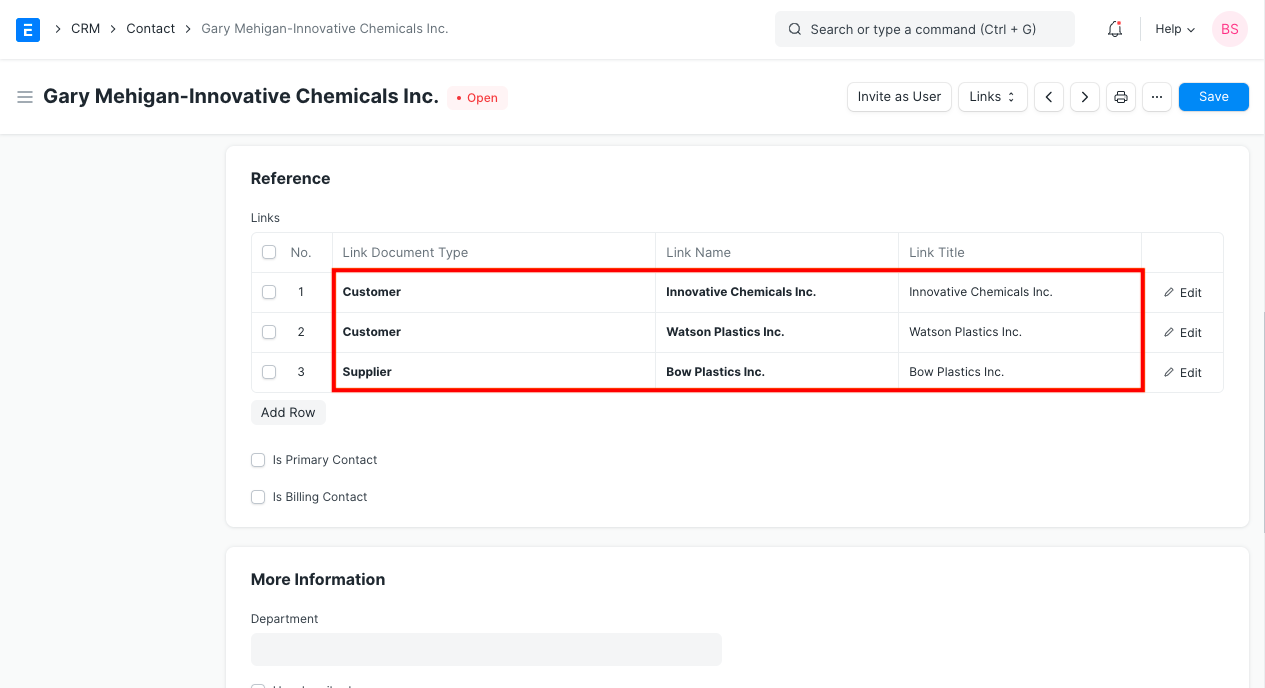 E CRM Contact Gary Mehigan-Innovative Chemicals Inc. Search or type a command (Ctrl + G) Help BS
Gary Mehigan-Innovative Chemicals Inc. Open Invite as User Links ... Save
Reference
Links
No. Link Document Type Link Name Link Title
1 Customer Innovative Chemicals Inc. Innovative Chemicals Inc. Edit
2 Customer Watson Plastics Inc. Watson Plastics Inc. Edit
3 Supplier Bow Plastics Inc. Bow Plastics Inc. Edit
Add Row
Is Primary Contact
Is Billing Contact
More Information
Department